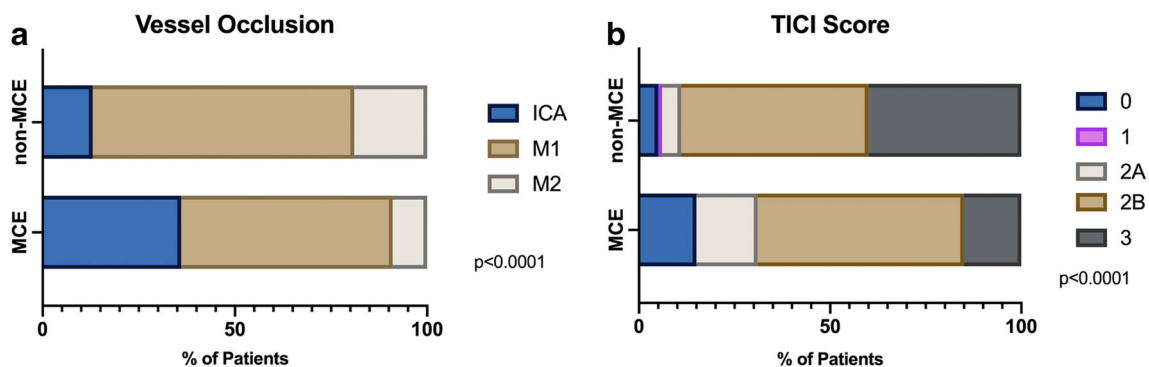 a
Vessel Occlusion
non-MCE
MCE
0
50
100
% of Patients
ICA
M1
M2
p<0.0001
b
TICI Score
non-MCE
MCE
0
50
100
% of Patients
0
1
2A
2B
3
p<0.0001